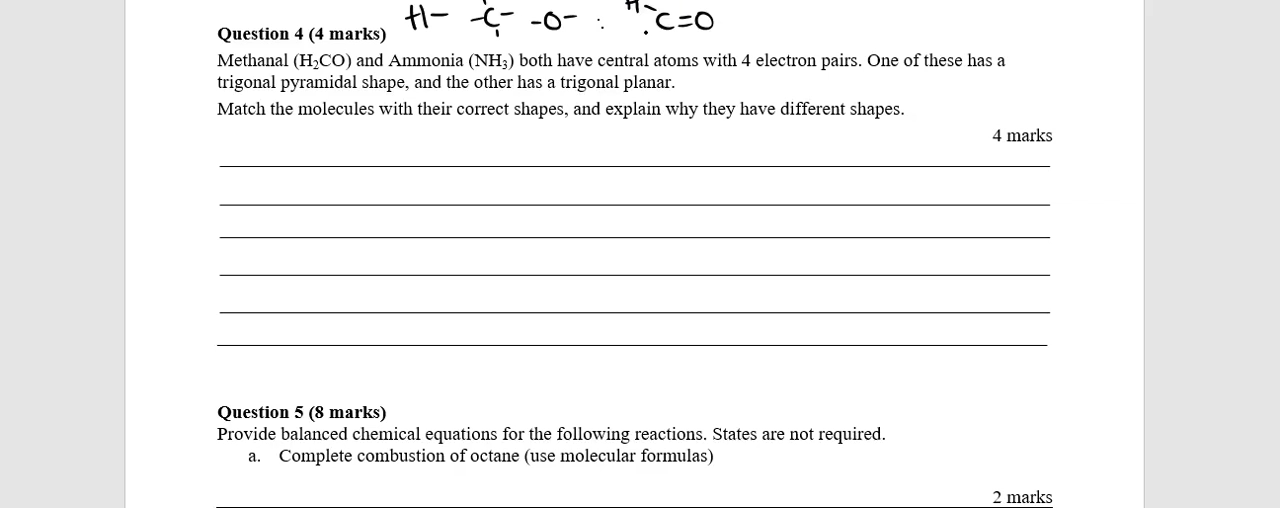 H- -C- -O- : H C=O
Question 4 (4 marks)
Methanal (H₂CO) and Ammonia (NH₃) both have central atoms with 4 electron pairs. One of these has a
trigonal pyramidal shape, and the other has a trigonal planar.
Match the molecules with their correct shapes, and explain why they have different shapes.
4 marks
Question 5 (8 marks)
Provide balanced chemical equations for the following reactions. States are not required.
a. Complete combustion of octane (use molecular formulas)
2 marks